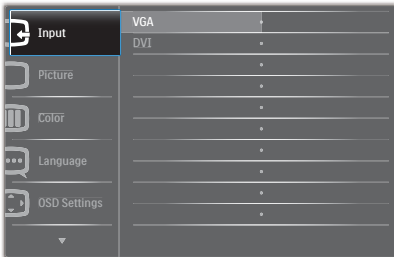 Input
VGA
DVI
Picture
Color
Language
OSD Settings